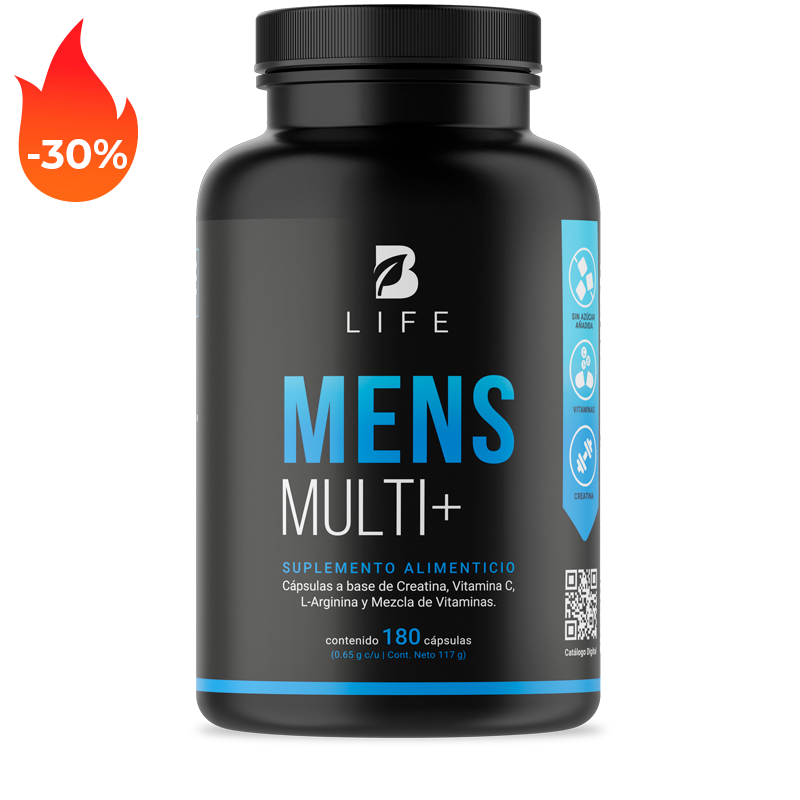 -30%
B
LIFE
MENS
MULTI+
SUPLEMENTO ALIMENTICIO
Cápsulas a base de Creatina, Vitamina C,
L-Arginina y Mezcla de Vitaminas.
contenido 180 cápsulas
(0.65 g c/u | Cont. Neto 117 g)
SIN AZÚCAR
AÑADIDA
VITAMINAS
CREATINA
Catálogo Digital